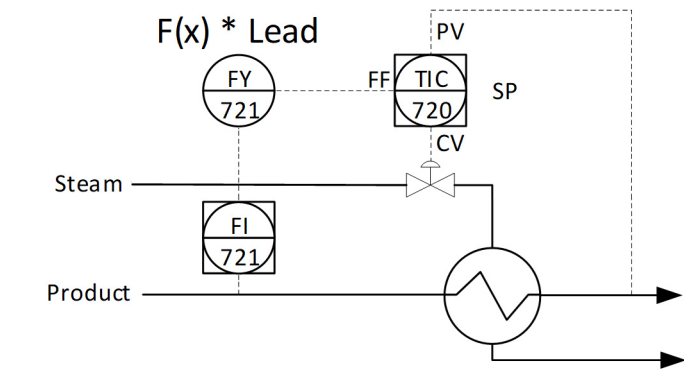 F(x) * Lead
PV
FY
721
FF
TIC
720
SP
CV
Steam
FI
721
Product